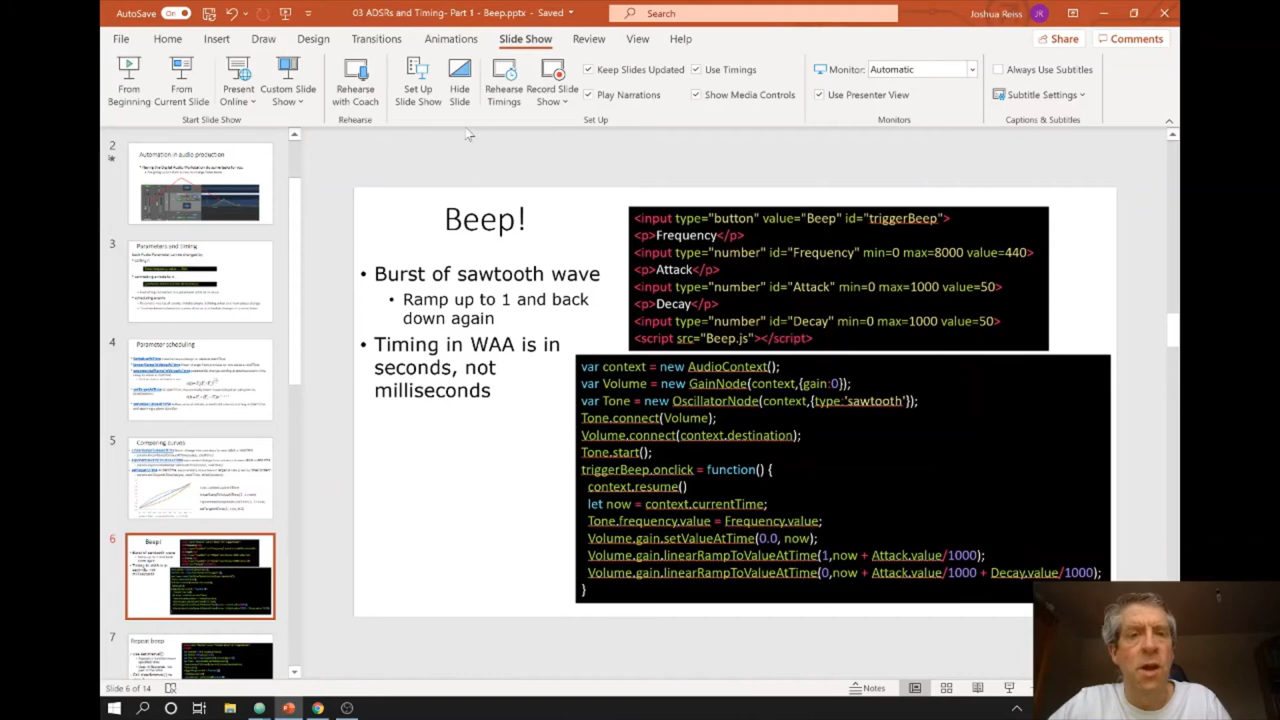 AutoSave On 03 ADSRs and Timing- Part 1 - Beep.pptx - Saved Search Joshua Reiss JR
File Home Insert Draw Design Transitions Animations Slide Show Review View Help Share Comments
From Beginning
From Current Slide
Present Online
Custom Slide Show
Start Slide Show
Rehearse with Coach
Rehearse
Set Up Slide Show
Hide Slide
Rehearse Timings
Record Slide Show
Keep Slides Updated
Use Timings
Play Narrations
Show Media Controls
Set Up
Monitor: Automatic
Use Presenter View
Monitors
Always Use Subtitles
Subtitle Settings
Captions & Subtitles
2
Automation in audio production
3
Parameters and timing
4
Parameter scheduling
5
Comparing curves
6
Beep!
7
Repeat beep
Beep!
• Burst of sawtooth wave
• Ramp up to 1 and back
down again
• Timing in WAA is in
seconds, not
milliseconds
<input type="button" value="Beep" id="triggerBeep">
<p>Frequency</p>
<input type="number" id="Frequency" min=0 max=8000 value=440>
<p>Attack</p>
<input type="number" id="Attack" min=0 max=1000 value=50>
<p>Decay</p>
<input type="number" id="Decay" min=0 max=1000 value=50>
<script src="Beep.js"></script>
var context = new AudioContext();
var Volume = new GainNode(context,{gain:0});
var Tone = new OscillatorNode(context,{type:'sawtooth'});
Tone.connect(Volume);
Volume.connect(context.destination);
Tone.start();
triggerBeep.onclick = function() {
context.resume()
let now = context.currentTime;
Tone.frequency.value = Frequency.value;
Volume.gain.setValueAtTime(0.0, now);
Volume.gain.linearRampToValueAtTime(1, now + Attack.value/1000);
Volume.gain.linearRampToValueAtTime(0, now + Attack.value/1000 + Decay.value/1000);
}
Slide 6 of 14 Notes